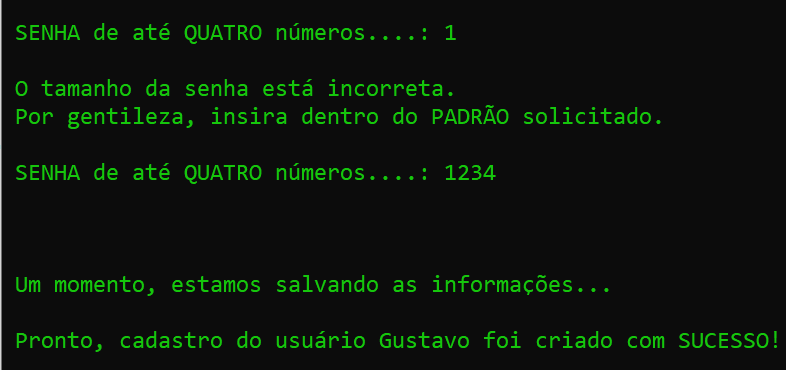 SENHA de até QUATRO números....: 1
O tamanho da senha está incorreta.
Por gentileza, insira dentro do PADRÃO solicitado.
SENHA de até QUATRO números....: 1234
Um momento, estamos salvando as informações...
Pronto, cadastro do usuário Gustavo foi criado com SUCESSO!